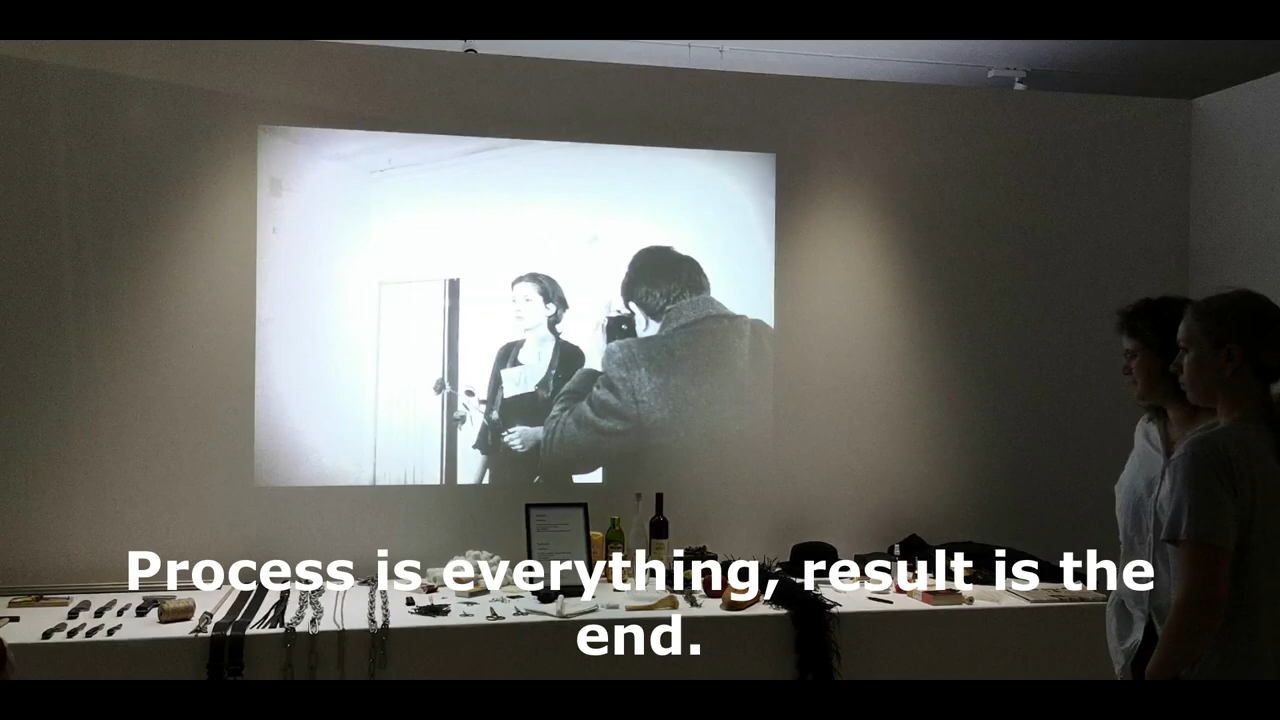 Process is everything, result is the
end.